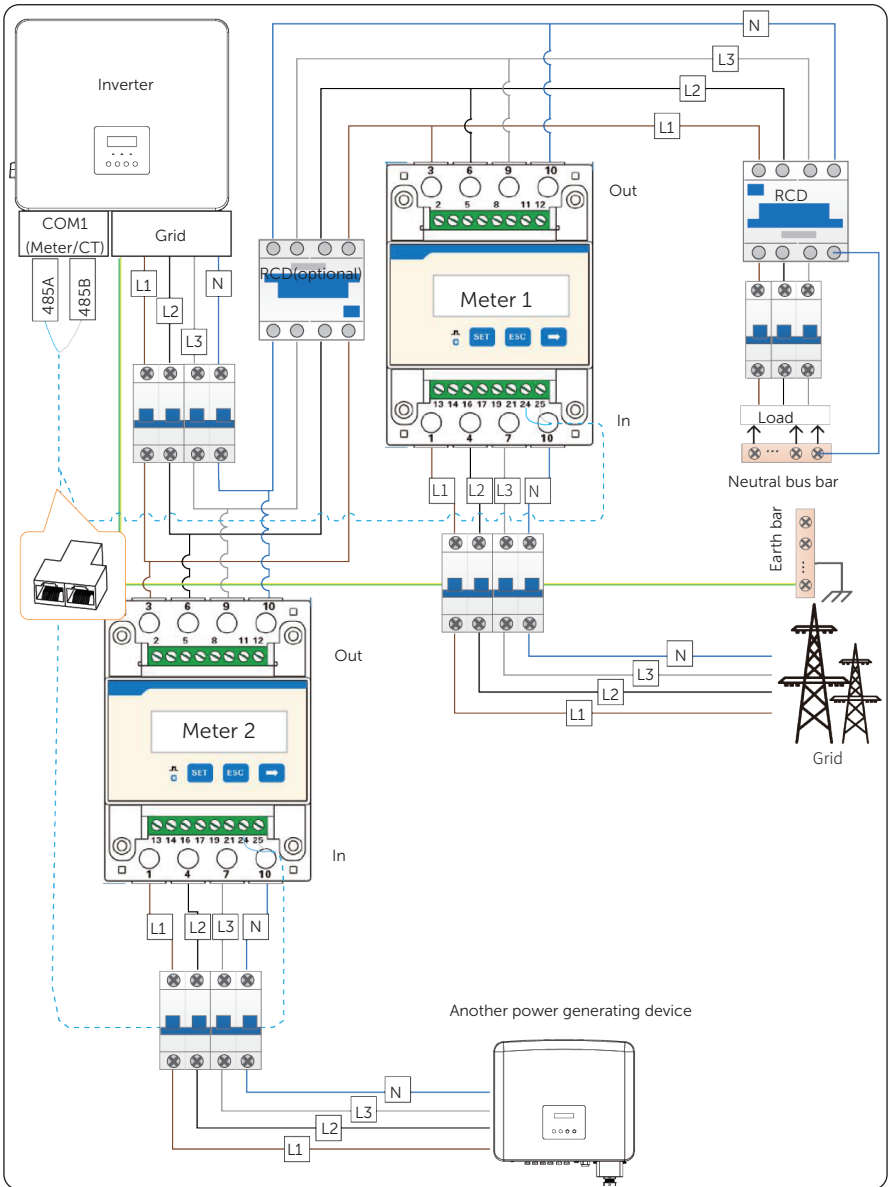 N
L3
L2
L1
Inverter
COM1
(Meter/CT)
Grid
485A
485B
L1
L2
L3
N
RCD(optional)
3 6 9 10
2 5 8 11 12
Out
Meter 1
SET ESC
13 14 16 17 19 21 24 25
1 4 7 10
In
L1 L2 L3 N
RCD
Load
Neutral bus bar
Earth bar
N
L3
L2
L1
Grid
3 6 9 10
2 5 8 11 12
Out
Meter 2
SET ESC
13 14 16 17 19 21 24 25
1 4 7 10
In
L1 L2 L3 N
Another power generating device
N
L3
L2
L1